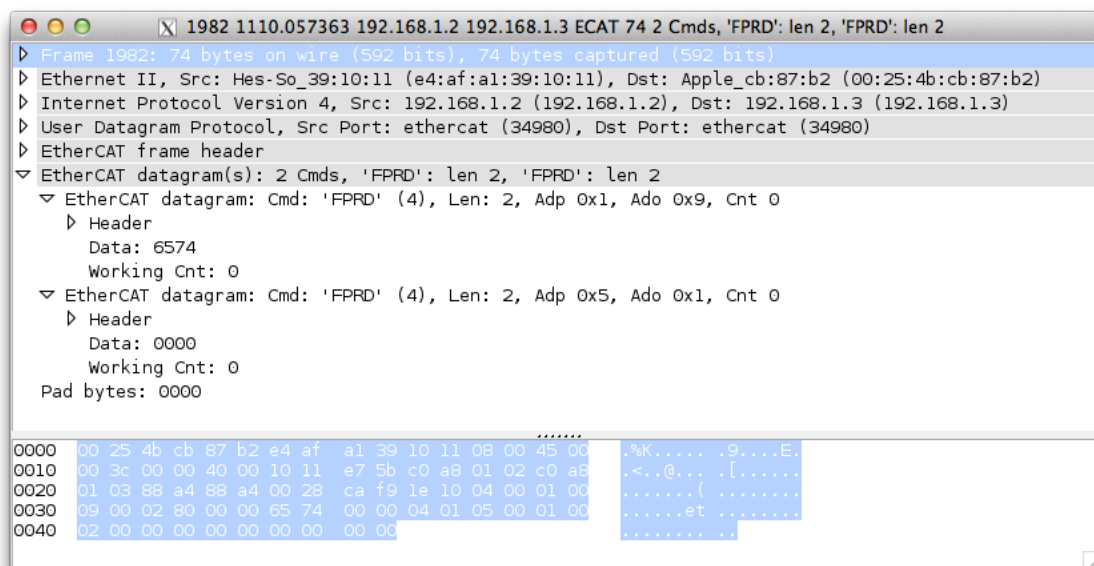 1982 1110.057363 192.168.1.2 192.168.1.3 ECAT 74 2 Cmds, 'FPRD': len 2, 'FPRD': len 2
Frame 1982: 74 bytes on wire (592 bits), 74 bytes captured (592 bits)
Ethernet II, Src: Hes-So_39:10:11 (e4:af:a1:39:10:11), Dst: Apple_cb:87:b2 (00:25:4b:cb:87:b2)
Internet Protocol Version 4, Src: 192.168.1.2 (192.168.1.2), Dst: 192.168.1.3 (192.168.1.3)
User Datagram Protocol, Src Port: ethercat (34980), Dst Port: ethercat (34980)
EtherCAT frame header
EtherCAT datagram(s): 2 Cmds, 'FPRD': len 2, 'FPRD': len 2
EtherCAT datagram: Cmd: 'FPRD' (4), Len: 2, Adp 0x1, Ado 0x9, Cnt 0
Header
Data: 6574
Working Cnt: 0
EtherCAT datagram: Cmd: 'FPRD' (4), Len: 2, Adp 0x5, Ado 0x1, Cnt 0
Header
Data: 0000
Working Cnt: 0
Pad bytes: 0000
0000 00 25 4b cb 87 b2 e4 af a1 39 10 11 08 00 45 00 .%K..... .9....E.
0010 00 3c 00 00 40 00 10 11 e7 5b c0 a8 01 02 c0 a8 .<..@... .[......
0020 01 03 88 a4 88 a4 00 28 ca f9 1e 10 04 00 01 00 .......( ........
0030 09 00 02 80 00 00 65 74 00 00 04 01 05 00 01 00 ......et ........
0040 02 00 00 00 00 00 00 00 00 00 ........ ..